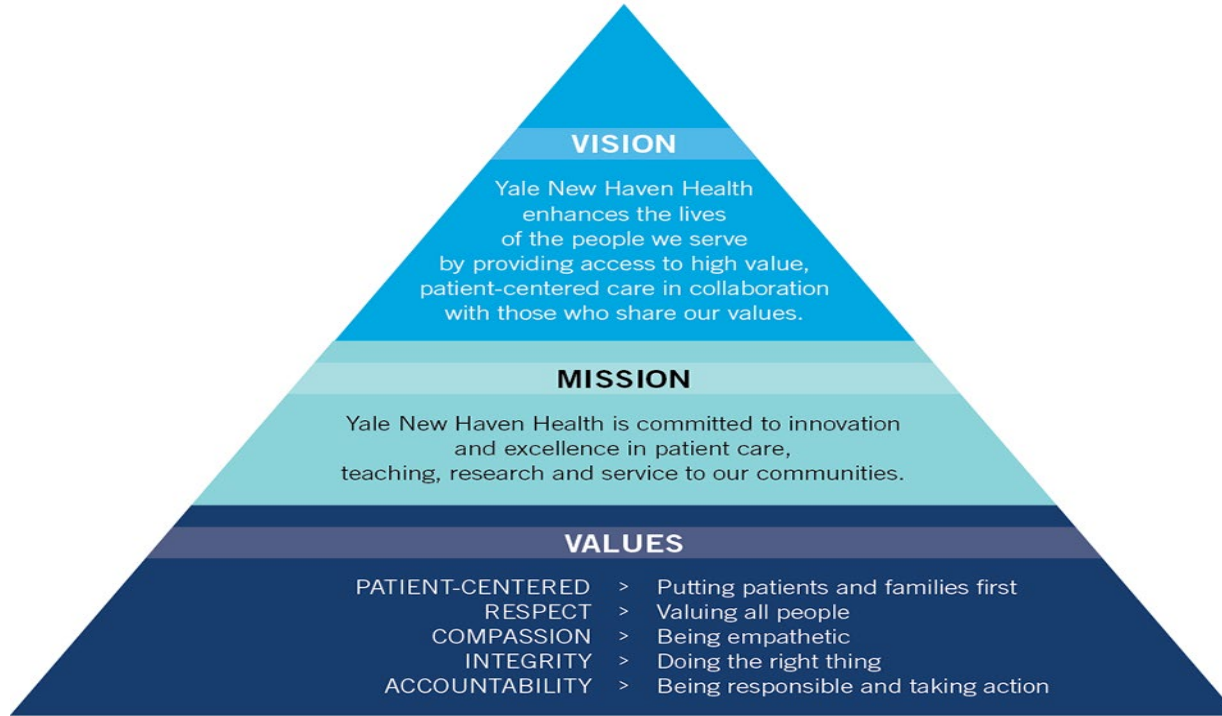 VISION
Yale New Haven Health
enhances the lives
of the people we serve
by providing access to high value,
patient-centered care in collaboration
with those who share our values.
MISSION
Yale New Haven Health is committed to innovation
and excellence in patient care,
teaching, research and service to our communities.
VALUES
PATIENT-CENTERED > Putting patients and families first
RESPECT > Valuing all people
COMPASSION > Being empathetic
INTEGRITY > Doing the right thing
ACCOUNTABILITY > Being responsible and taking action